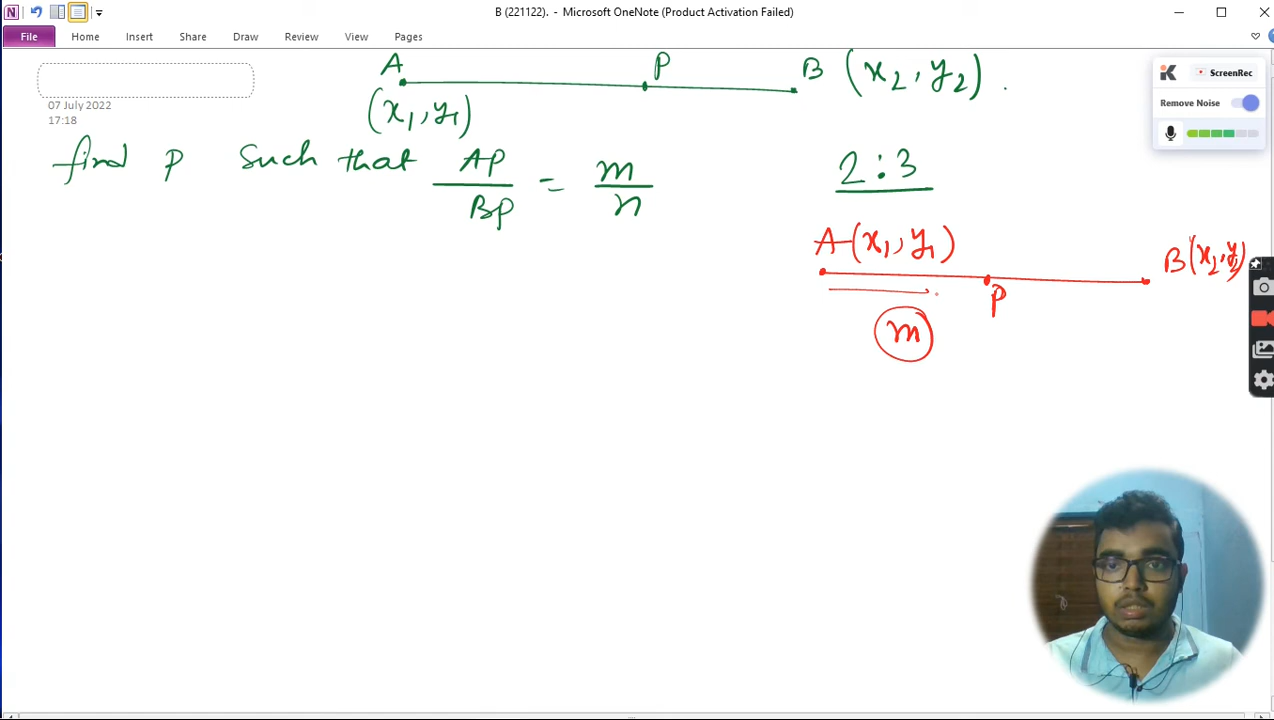 B (221122). - Microsoft OneNote (Product Activation Failed)
File Home Insert Share Draw Review View Pages
ScreenRec
Remove Noise
07 July 2022
17:18
A P B (x2, y2).
(x1, y1)
find P such that AP/BP = m/n
2:3
A(x1, y1) B(x2, y2)
P
m